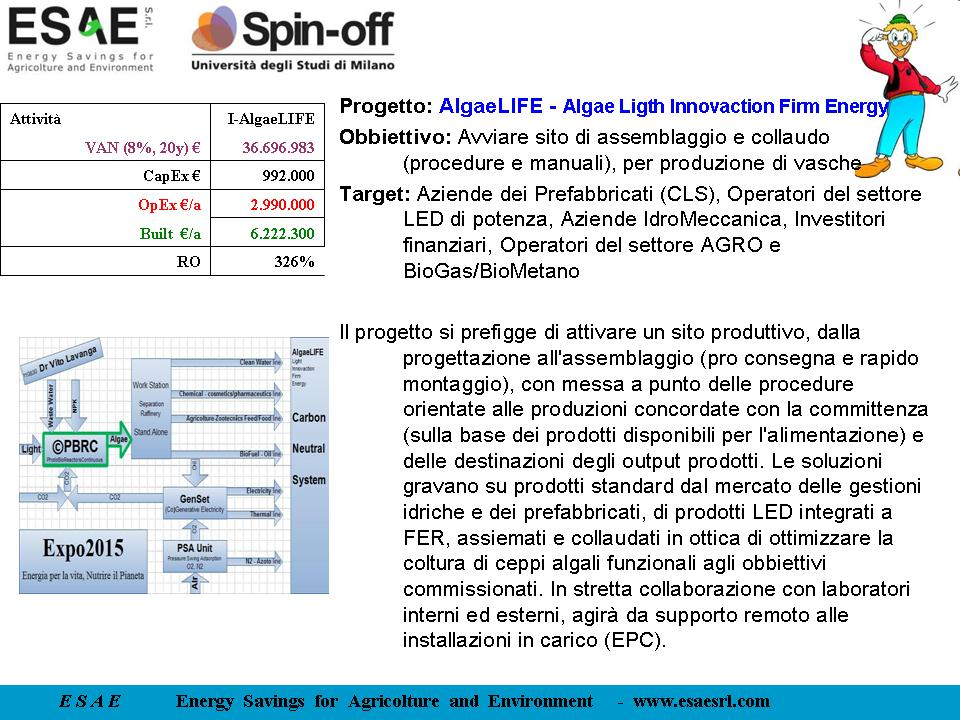 ESAE S.r.l.
Energy Savings for
Agriculture and Environment
Spin-off
Università degli Studi di Milano
Attività I-AlgaeLIFE
VAN (8%, 20y) € 36.696.983
CapEx € 992.000
OpEx €/a 2.990.000
Built €/a 6.222.300
RO 326%
Progetto: AlgaeLIFE - Algae Ligth Innovaction Firm Energy
Obbiettivo: Avviare sito di assemblaggio e collaudo
(procedure e manuali), per produzione di vasche
Target: Aziende dei Prefabbricati (CLS), Operatori del settore
LED di potenza, Aziende IdroMeccanica, Investitori
finanziari, Operatori del settore AGRO e
BioGas/BioMetano
Il progetto si prefigge di attivare un sito produttivo, dalla
progettazione all'assemblaggio (pro consegna e rapido
montaggio), con messa a punto delle procedure
orientate alle produzioni concordate con la committenza
(sulla base dei prodotti disponibili per l'alimentazione) e
delle destinazioni degli output prodotti. Le soluzioni
gravano su prodotti standard dal mercato delle gestioni
idriche e dei prefabbricati, di prodotti LED integrati a
FER, assiemati e collaudati in ottica di ottimizzare la
coltura di ceppi algali funzionali agli obbiettivi
commissionati. In stretta collaborazione con laboratori
interni ed esterni, agirà da supporto remoto alle
installazioni in carico (EPC).
Dr Vito Lavanga
Waste Water
NPK
Light
©PBRC
PhotoBioReactorsContinuous
Algae
CO2
CO2
CO2
Work Station
Separation
Raffinery
Stand Alone
Clean Water line
Chemical - cosmetics/pharmaceutical line
Agriculture-Zootecnics Feed/Food line
BioFuel - Oil line
Oil
GenSet
(Co)Generative Electricity
Electricity line
Thermal line
O2
PSA Unit
Pressure Swing Adsorption
O2, N2
N2 - Azoto line
Air
AlgaeLIFE
Light
Innovaction
Firm
Energy
Carbon
Neutral
System
Expo2015
Energia per la vita, Nutrire il Pianeta
E S A E Energy Savings for Agricolture and Environment - www.esaesrl.com